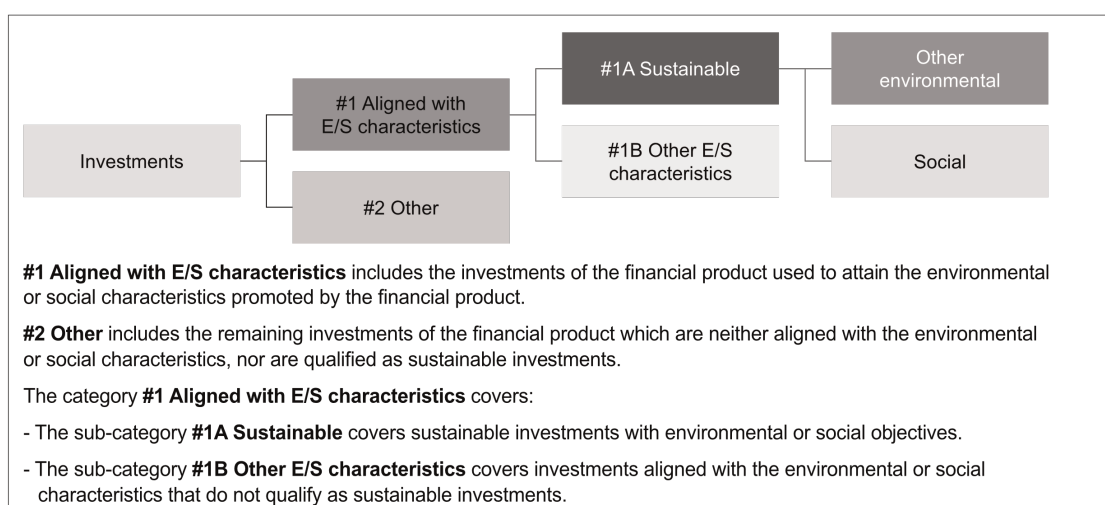 Investments
#1 Aligned with
E/S characteristics
#2 Other
#1A Sustainable
#1B Other E/S
characteristics
Other
environmental
Social
#1 Aligned with E/S characteristics includes the investments of the financial product used to attain the environmental
or social characteristics promoted by the financial product.
#2 Other includes the remaining investments of the financial product which are neither aligned with the environmental
or social characteristics, nor are qualified as sustainable investments.
The category #1 Aligned with E/S characteristics covers:
- The sub-category #1A Sustainable covers sustainable investments with environmental or social objectives.
- The sub-category #1B Other E/S characteristics covers investments aligned with the environmental or social
characteristics that do not qualify as sustainable investments.